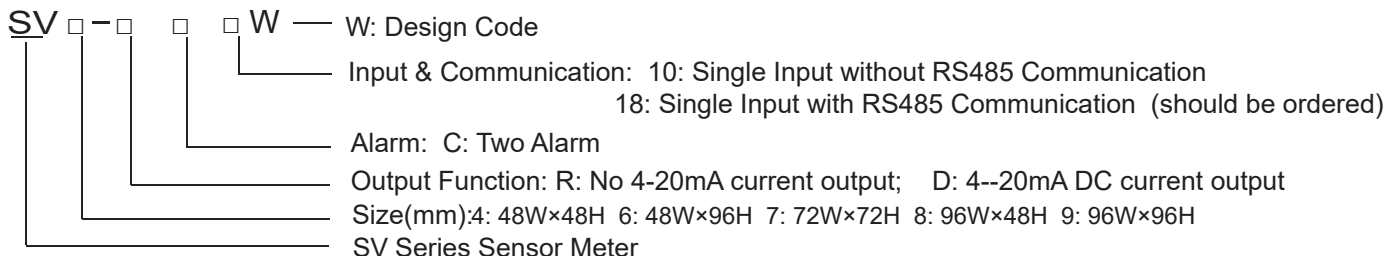 SV□-□ □ □W W: Design Code
Input & Communication: 10: Single Input without RS485 Communication
18: Single Input with RS485 Communication (should be ordered)
Alarm: C: Two Alarm
Output Function: R: No 4-20mA current output; D: 4--20mA DC current output
Size(mm):4: 48W×48H 6: 48W×96H 7: 72W×72H 8: 96W×48H 9: 96W×96H
SV Series Sensor Meter